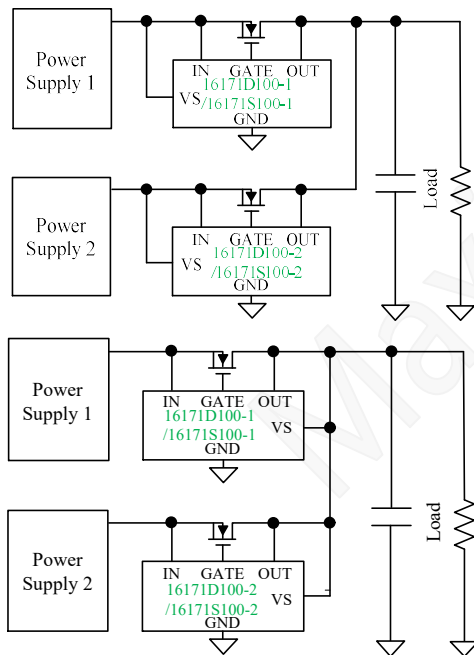 Power
Supply 1
IN GATE OUT
16171D100-1
VS /16171S100-1
GND
Power
Supply 2
IN GATE OUT
16171D100-2
VS /16171S100-2
GND
Load
Power
Supply 1
IN GATE OUT
16171D100-1
/16171S100-1 VS
GND
Power
Supply 2
IN GATE OUT
16171D100-2
/16171S100-2 VS
GND
Load